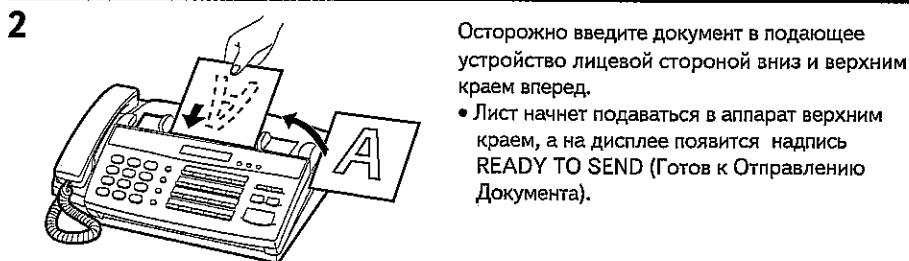 2
Осторожно введите документ в подающее
устройство лицевой стороной вниз и верхним
краем вперед.
• Лист начнет подаваться в аппарат верхним
краем, а на дисплее появится надпись
READY TO SEND (Готов к Отправлению
Документа).
A
A